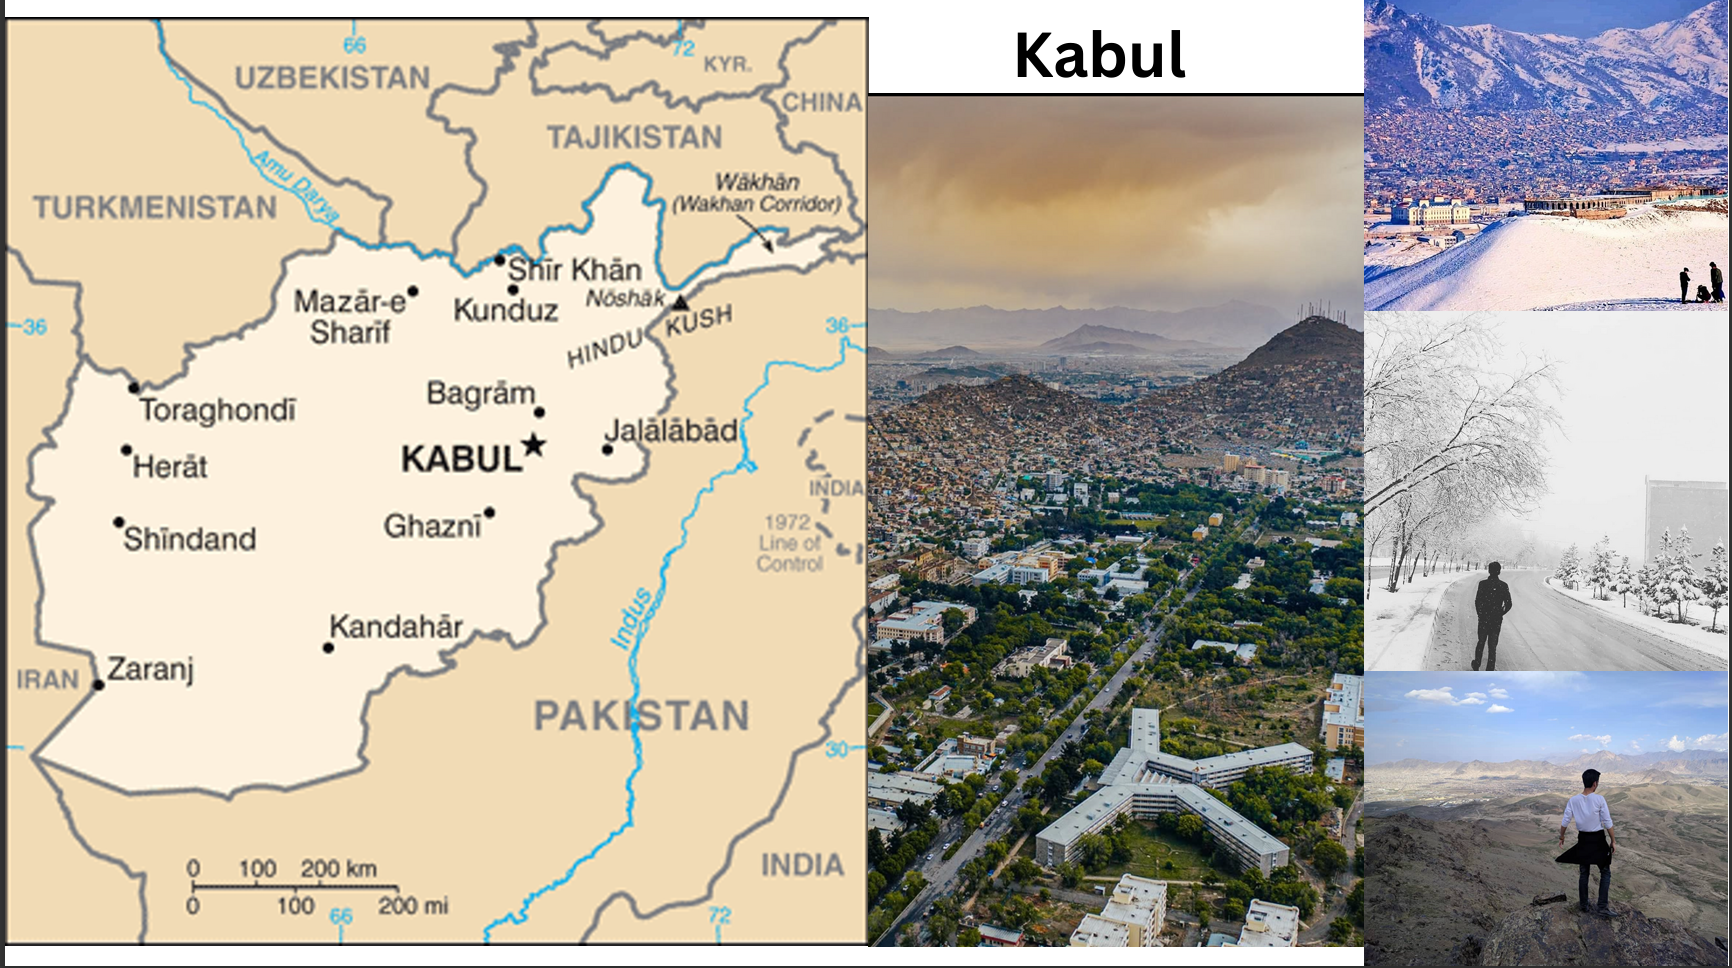 Kabul
66
72
UZBEKISTAN
KYR.
CHINA
TAJIKISTAN
Amu Darya
Wākhān
(Wakhan Corridor)
TURKMENISTAN
Shīr Khān
Mazār-e
Sharīf
Kunduz
Nōshāk
36
HINDU KUSH
36
Toraghondī
Bagrām
Jalālābād
KABUL
Herāt
INDIA
Ghaznī
1972
Line of
Control
Shīndand
Indus
Kandahār
Zaranj
IRAN
PAKISTAN
30
INDIA
0 100 200 km
0 100 200 mi
66
72